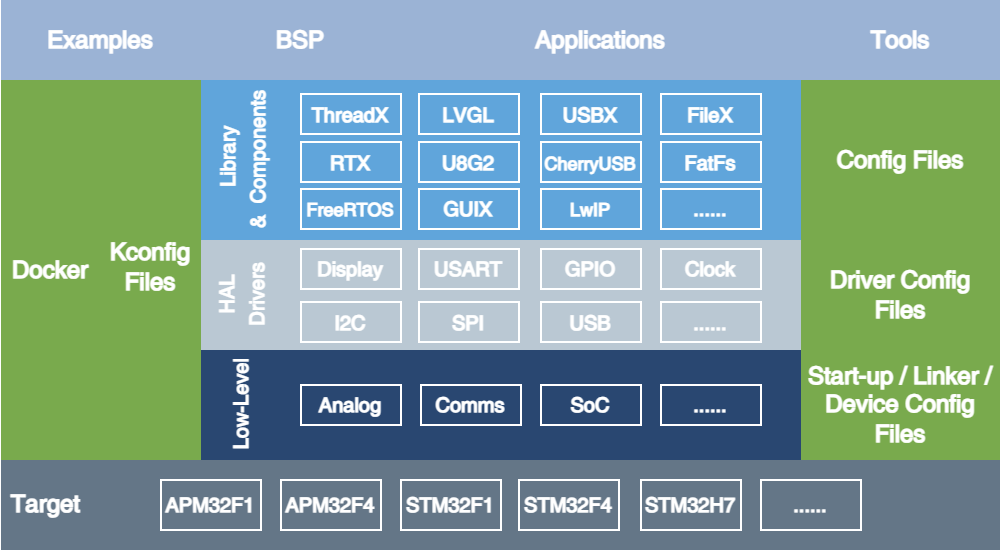 Examples BSP Applications Tools
Library
& Components
ThreadX LVGL USBX FileX
RTX U8G2 CherryUSB FatFs
FreeRTOS GUIX LwIP ......
Config Files
Docker
Kconfig
Files
HAL
Drivers
Display USART GPIO Clock
I2C SPI USB ......
Driver Config
Files
Low-Level
Analog Comms SoC ......
Start-up / Linker /
Device Config
Files
Target APM32F1 APM32F4 STM32F1 STM32F4 STM32H7 ......